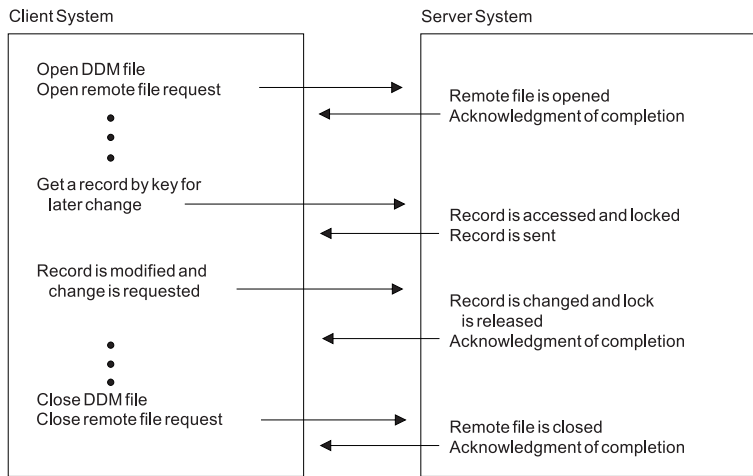 Client System
Server System
Open DDM file
Open remote file request
Remote file is opened
Acknowledgment of completion
Get a record by key for
later change
Record is accessed and locked
Record is sent
Record is modified and
change is requested
Record is changed and lock
is released
Acknowledgment of completion
Close DDM file
Close remote file request
Remote file is closed
Acknowledgment of completion